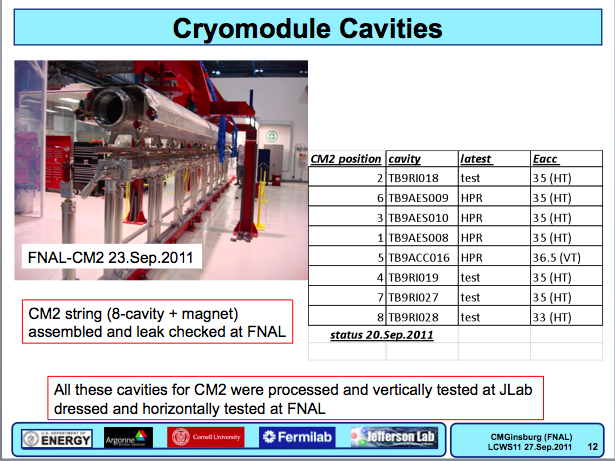 Cryomodule Cavities
FNAL-CM2 23.Sep.2011
CM2 position cavity latest Eacc
2 TB9RI018 test 35 (HT)
6 TB9AES009 HPR 35 (HT)
3 TB9AES010 HPR 35 (HT)
1 TB9AES008 HPR 35 (HT)
5 TB9ACC016 HPR 36.5 (VT)
4 TB9RI019 test 35 (HT)
7 TB9RI027 test 35 (HT)
8 TB9RI028 test 33 (HT)
status 20.Sep.2011
CM2 string (8-cavity + magnet)
assembled and leak checked at FNAL
All these cavities for CM2 were processed and vertically tested at JLab
dressed and horizontally tested at FNAL
ENERGY Argonne Cornell University Fermilab Jefferson Lab
CMGinsburg (FNAL)
LCWS11 27.Sep.2011 12